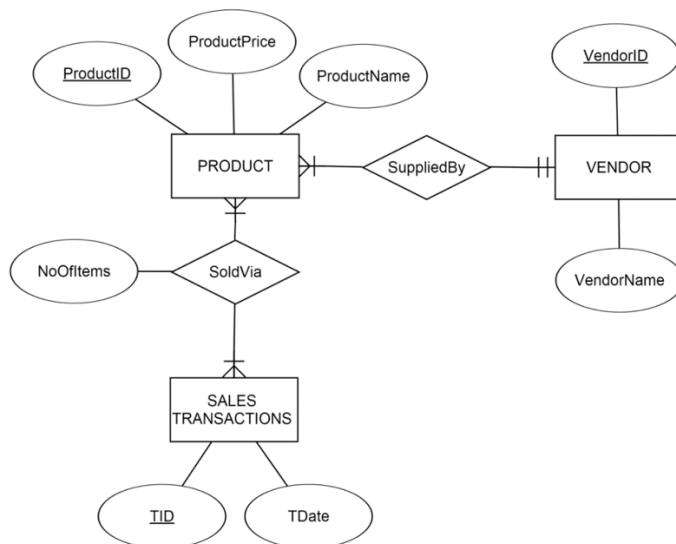 ProductPrice
ProductID
ProductName
VendorID
PRODUCT
SuppliedBy
VENDOR
NoOfItems
SoldVia
VendorName
SALES
TRANSACTIONS
TID
TDate